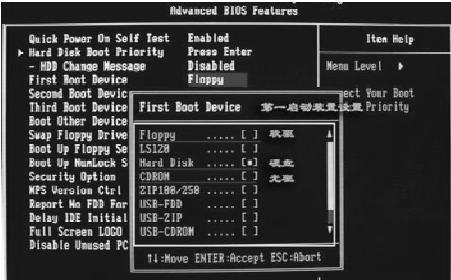 Advanced BIOS Features
Quick Power On Self Test Enabled
Hard Disk Boot Priority Press Enter
- HDD Change Message Disabled
First Boot Device Floppy
Second Boot Devic
Third Boot Device
Boot Other Device
Swap Floppy Drive
Boot Up Floppy Se
Boot Up NumLock S
Security Option
MPS Version Ctrl
Report No FDD For
Delay IDE Initial
Full Screen LOGO
Disable Unused PC
Item Help
Menu Level
ect Your Boot
Priority
First Boot Device 第一启动装置设置
Floppy ..... [ ] 软驱
LS120 ..... [ ]
Hard Disk ..... [■] 硬盘
CDROM ..... [ ] 光驱
ZIP100/250 ..... [ ]
USB-FDD ..... [ ]
USB-ZIP ..... [ ]
USB-CDROM ..... [ ]
↑↓:Move ENTER:Accept ESC:Abort